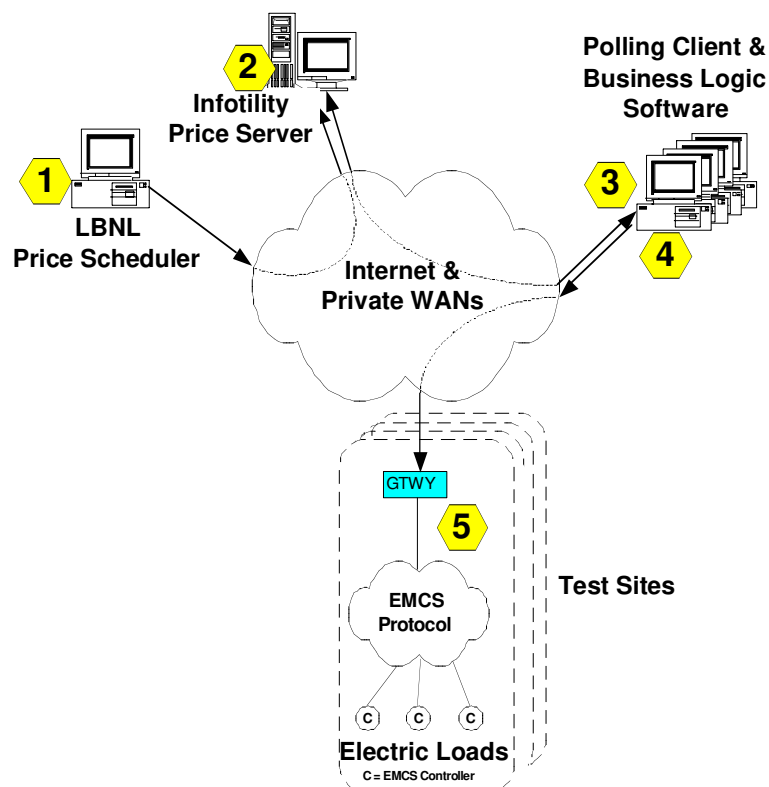 2
Infotility
Price Server
Polling Client &
Business Logic
Software
1
LBNL
Price Scheduler
3
4
Internet &
Private WANs
GTWY
5
EMCS
Protocol
Test Sites
C C C
Electric Loads
C = EMCS Controller